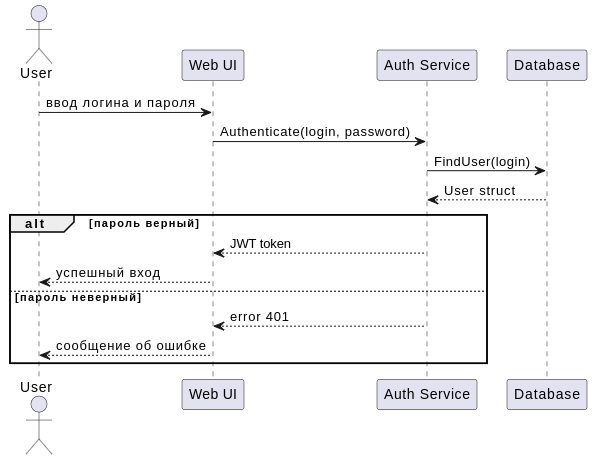 User
Web UI
Auth Service
Database
ввод логина и пароля
Authenticate(login, password)
FindUser(login)
User struct
alt
[пароль верный]
JWT token
успешный вход
[пароль неверный]
error 401
сообщение об ошибке
User
Web UI
Auth Service
Database